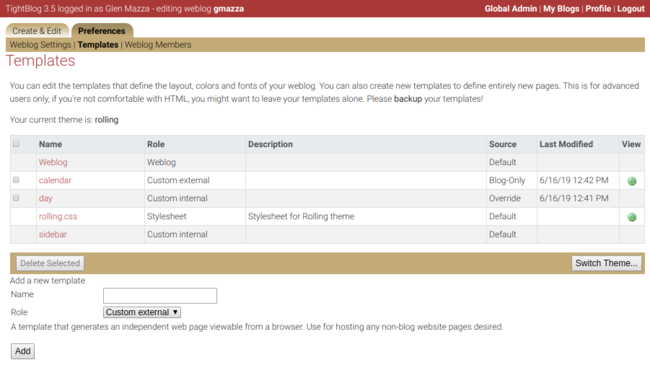 TightBlog 3.5 logged in as Glen Mazza - editing weblog gmazza
Global Admin | My Blogs | Profile | Logout
Create & Edit Preferences
Weblog Settings | Templates | Weblog Members
Templates
You can edit the templates that define the layout, colors and fonts of your weblog. You can also create new templates to define entirely new pages. This is for advanced
users only, if you're not comfortable with HTML, you might want to leave your templates alone. Please backup your templates!
Your current theme is: rolling
Name Role Description Source Last Modified View
Weblog Weblog Default
calendar Custom external Blog-Only 6/16/19 12:42 PM
day Custom internal Override 6/16/19 12:41 PM
rolling.css Stylesheet Stylesheet for Rolling theme Default
sidebar Custom internal Default
Delete Selected Switch Theme...
Add a new template
Name
Role Custom external
A template that generates an independent web page viewable from a browser. Use for hosting any non-blog website pages desired.
Add